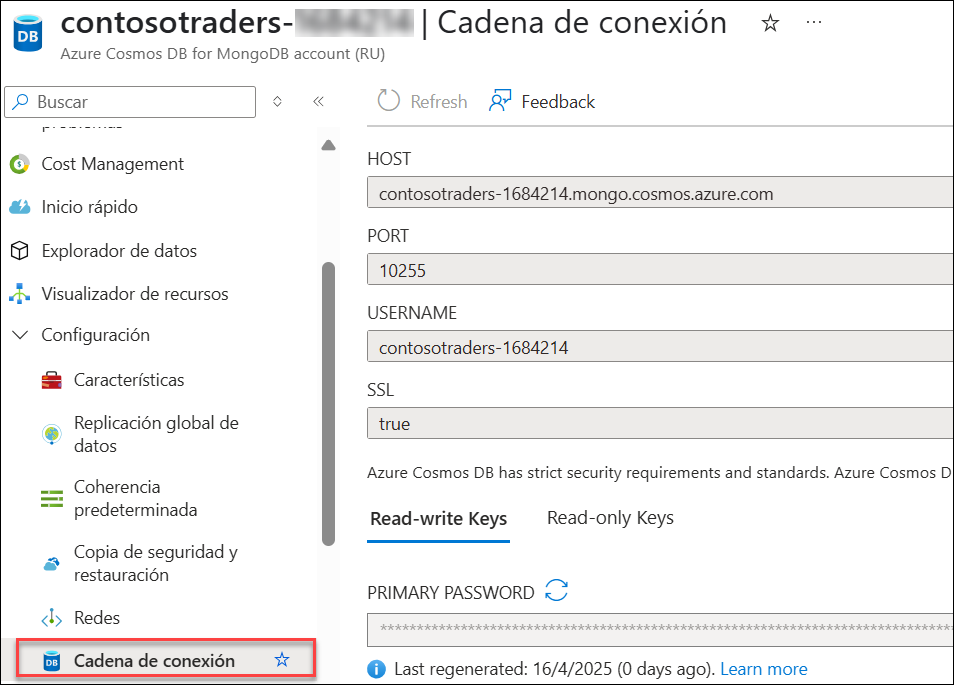 contosotraders- | Cadena de conexión
Azure Cosmos DB for MongoDB account (RU)
Buscar
Refresh
Feedback
Cost Management
Inicio rápido
Explorador de datos
Visualizador de recursos
Configuración
Características
Replicación global de
datos
Coherencia
predeterminada
Copia de seguridad y
restauración
Redes
Cadena de conexión
HOST
contosotraders-1684214.mongo.cosmos.azure.com
PORT
10255
USERNAME
contosotraders-1684214
SSL
true
Azure Cosmos DB has strict security requirements and standards. Azure Cosmos D
Read-write Keys
Read-only Keys
PRIMARY PASSWORD
******************************************************************************
Last regenerated: 16/4/2025 (0 days ago). Learn more